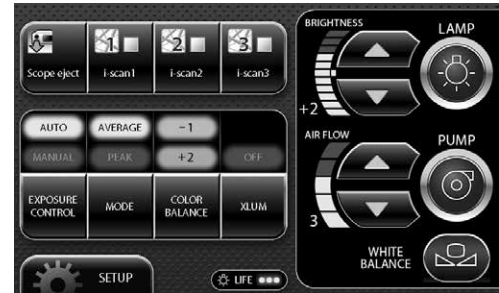 BRIGHTNESS
LAMP
1
2
3
Scope eject
i-scan1
i-scan2
i-scan3
+2
AUTO
AVERAGE
-1
AIR FLOW
PUMP
MANUAL
PEAK
+2
OFF
EXPOSURE CONTROL
MODE
COLOR BALANCE
XLUM
3
WHITE BALANCE
SETUP
LIFE